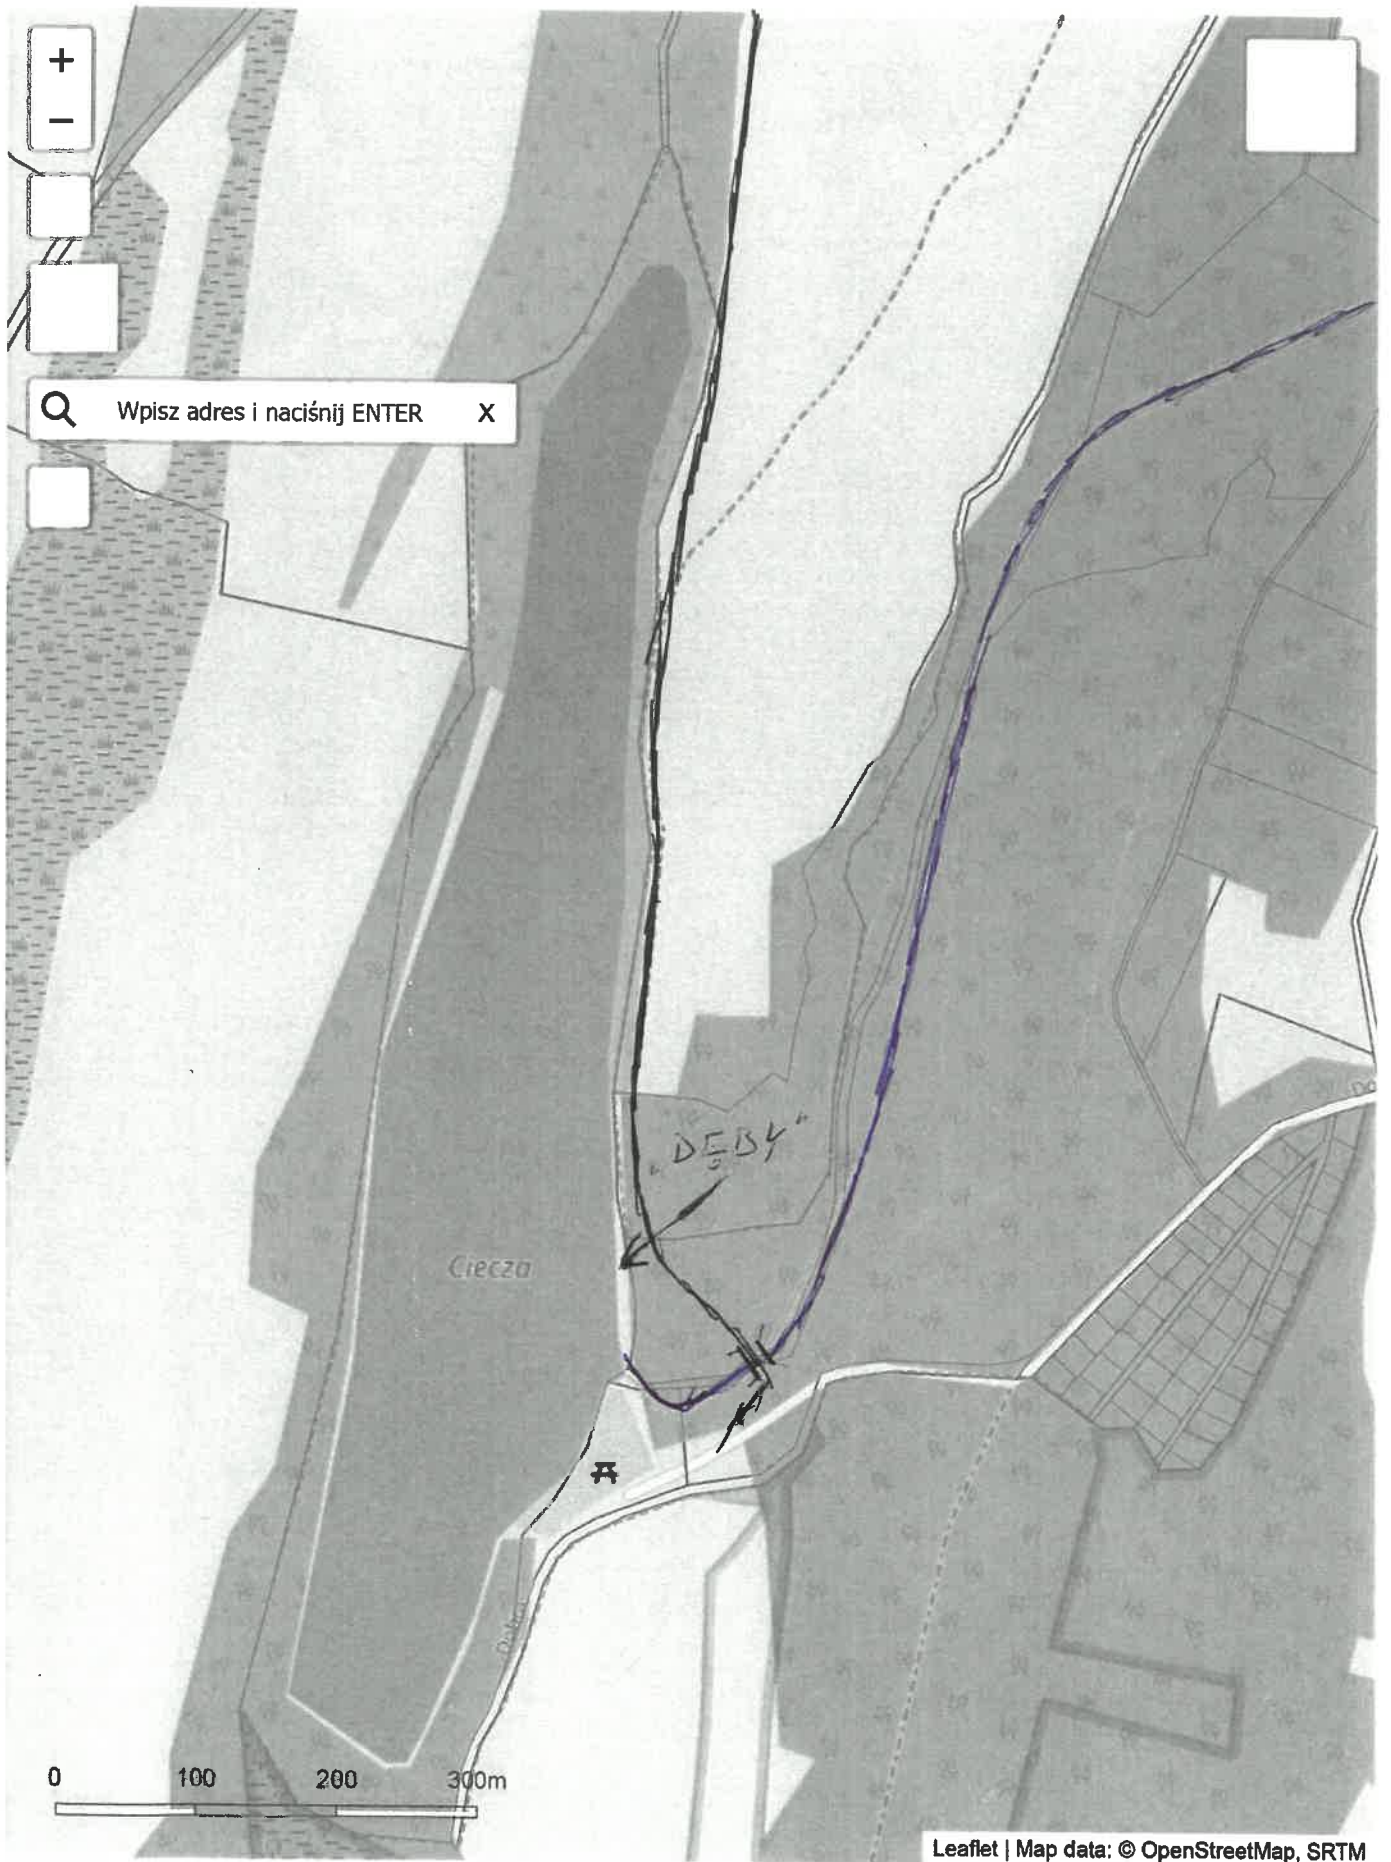 +
−
Wpisz adres i naciśnij ENTER X
„DĘBY"
Ciecza
0 100 200 300m
Leaflet | Map data: © OpenStreetMap, SRTM